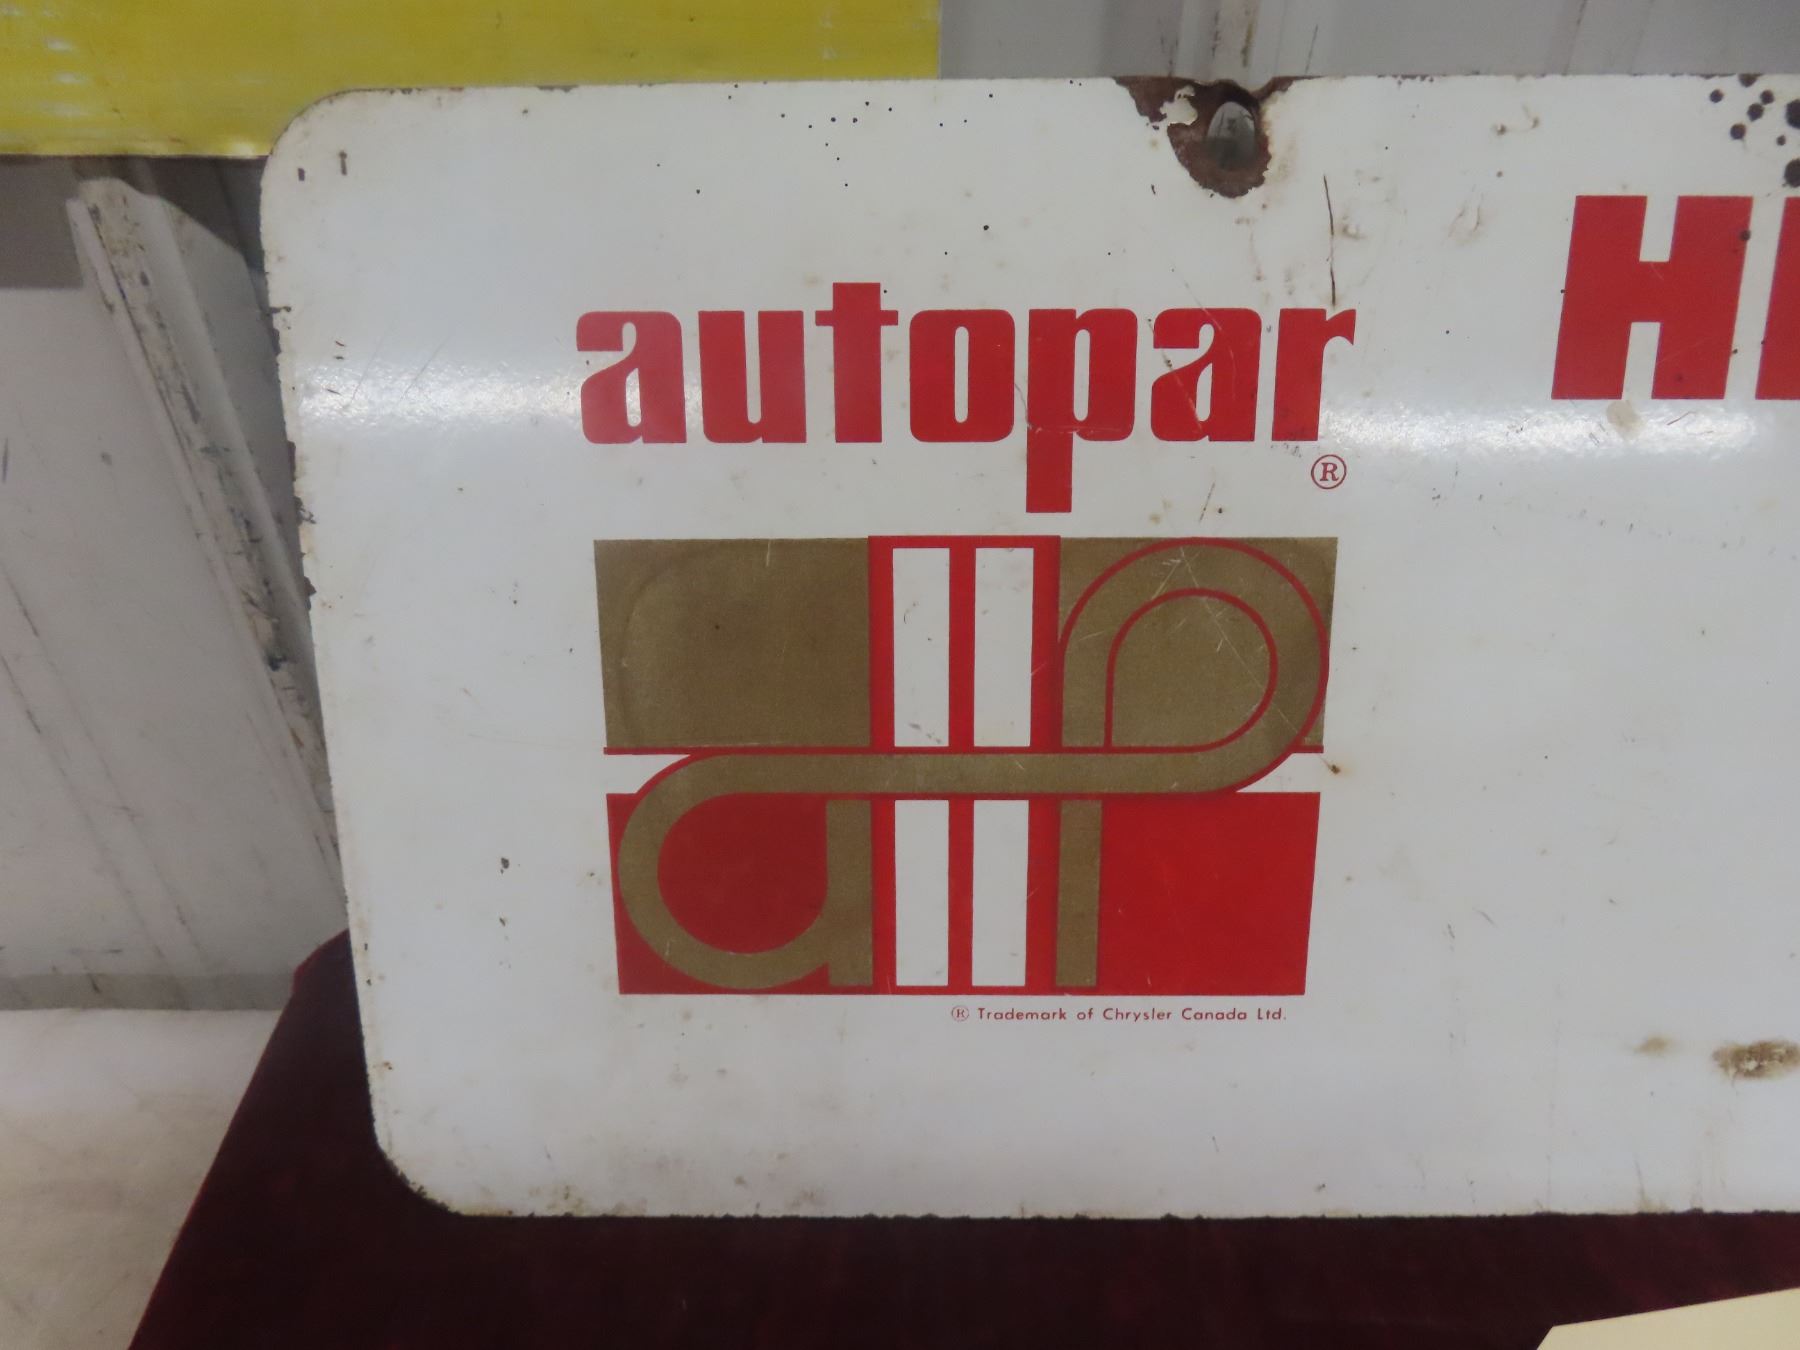 autopar
®
® Trademark of Chrysler Canada Ltd.